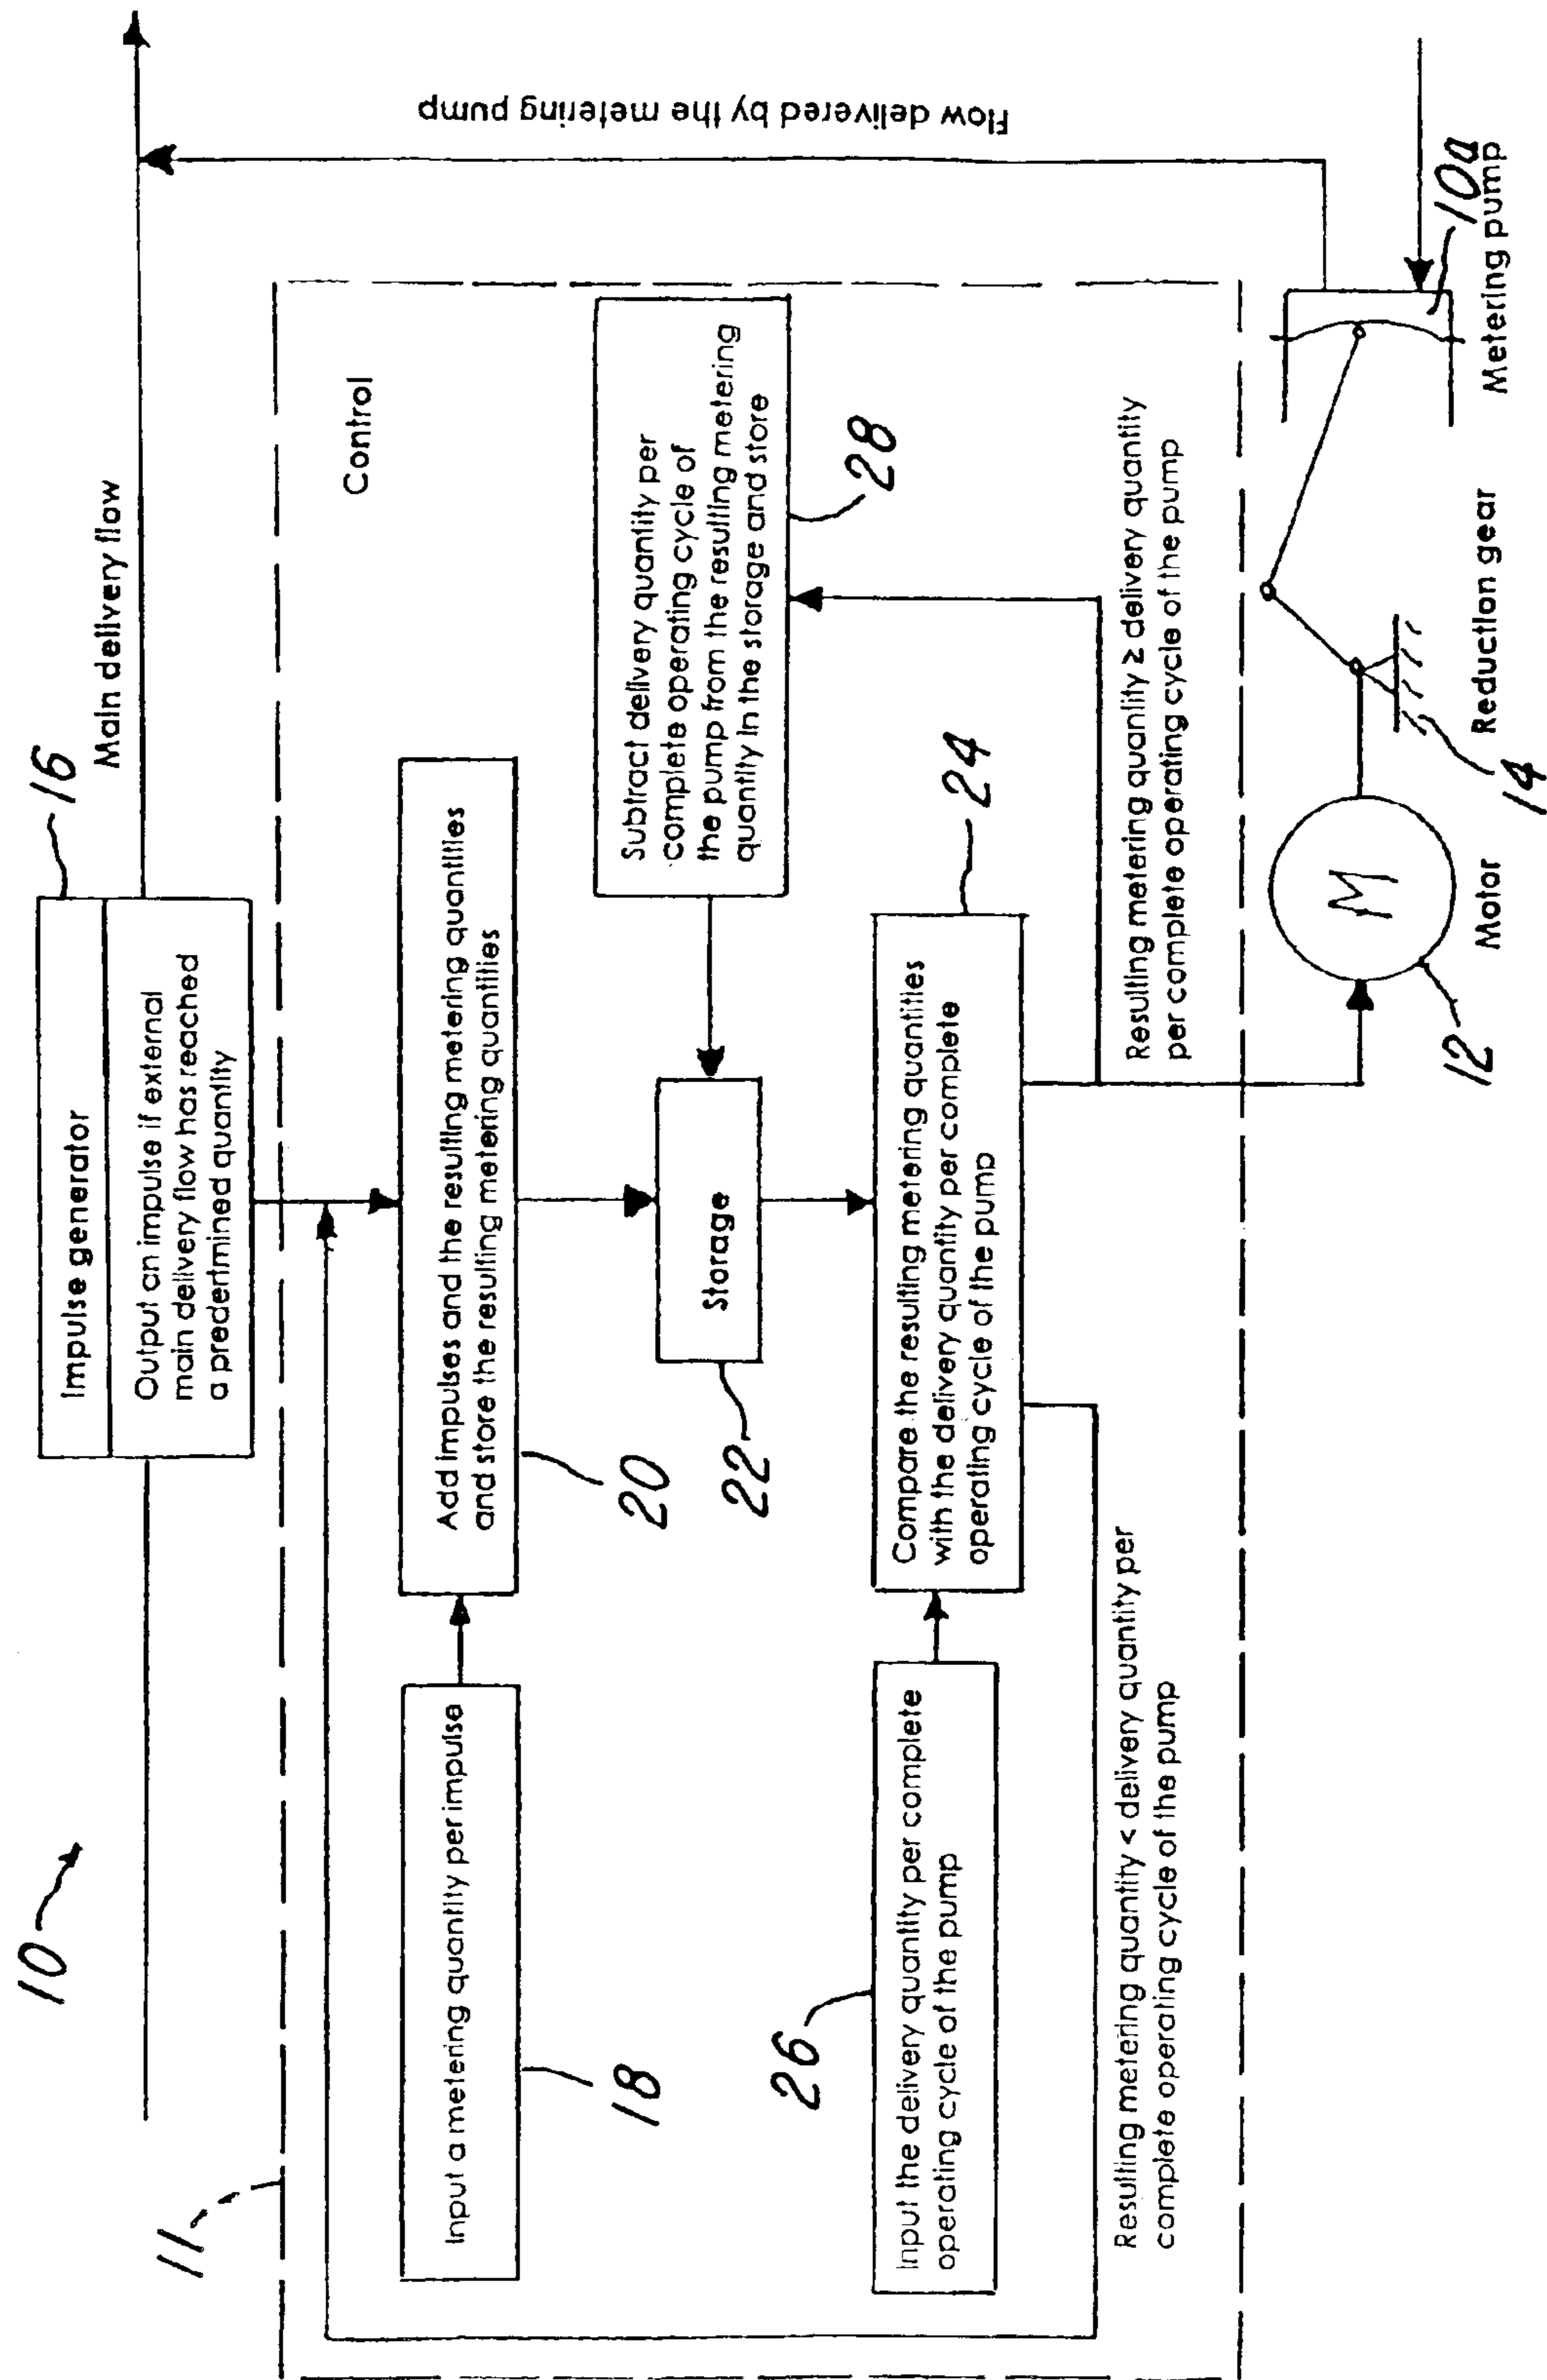 10
16
Impulse generator
Output an impulse if external
main delivery flow has reached
a predertmined quantity
Main delivery flow
11
Control
Input a metering quantity per impulse
18
Add impulses and the resulting metering quantities
and store the resulting metering quantities
20
Storage
22
Subtract delivery quantity per
complete operating cycle of
the pump from the resulting metering
quantity in the storage and store
28
Flow delivered by the metering pump
Input the delivery quantity per complete
operating cycle of the pump
26
Compare the resulting metering quantities
with the delivery quantity per complete
operating cycle of the pump
24
Resulting metering quantity < delivery quantity per
complete operating cycle of the pump
Resulting metering quantity ≥ delivery quantity
per complete operating cycle of the pump
M
12
Motor
14
Reduction gear
10a
Metering pump